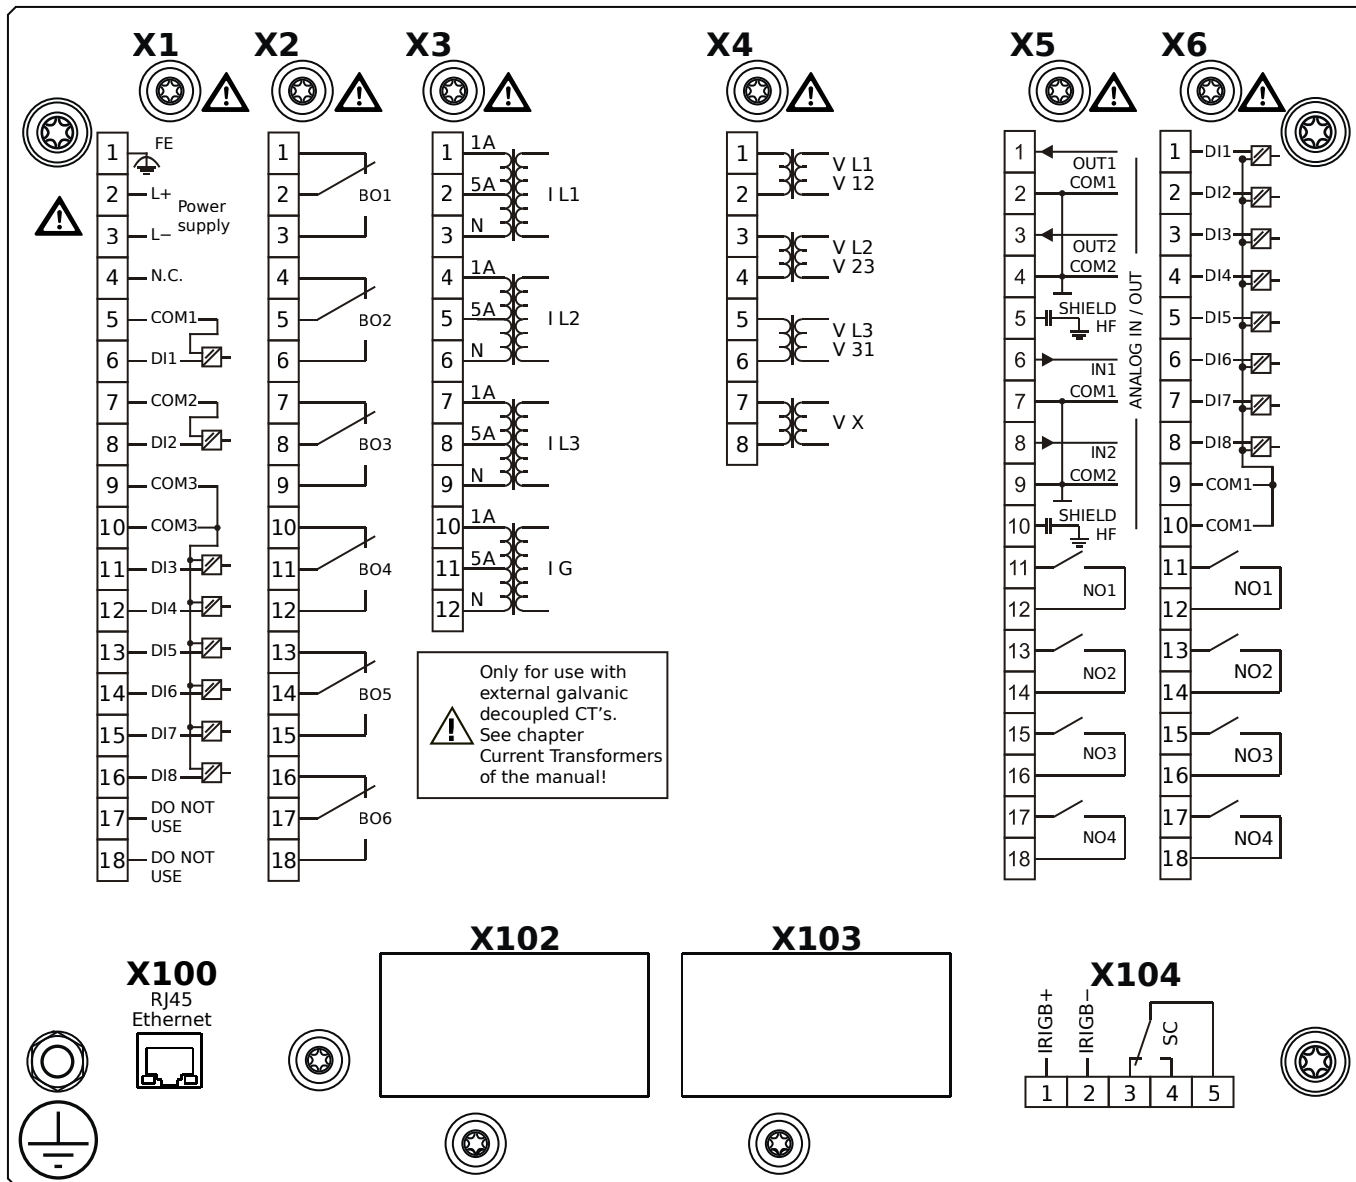 X1
X2
X3
X4
X5
X6
1
FE
2
L+
Power
supply
3
L−
4
N.C.
5
COM1
6
DI1
7
COM2
8
DI2
9
COM3
10
COM3
11
DI3
12
DI4
13
DI5
14
DI6
15
DI7
16
DI8
17
DO NOT
USE
18
DO NOT
USE
1
2
BO1
3
4
5
BO2
6
7
8
BO3
9
10
11
BO4
12
13
14
BO5
15
16
17
BO6
18
1
1A
2
5A
I L1
3
N
4
1A
5
5A
I L2
6
N
7
1A
8
5A
I L3
9
N
10
1A
11
5A
I G
12
N
Only for use with
external galvanic
decoupled CT's.
See chapter
Current Transformers
of the manual!
1
V L1
V 12
2
3
V L2
V 23
4
5
V L3
V 31
6
7
V X
8
1
OUT1
2
COM1
3
OUT2
4
COM2
5
SHIELD
HF
6
IN1
7
COM1
8
IN2
9
COM2
10
SHIELD
HF
ANALOG IN / OUT
11
NO1
12
13
NO2
14
15
NO3
16
17
NO4
18
1
DI1
2
DI2
3
DI3
4
DI4
5
DI5
6
DI6
7
DI7
8
DI8
9
COM1
10
COM1
11
NO1
12
13
NO2
14
15
NO3
16
17
NO4
18
X100
RJ45
Ethernet
X102
X103
X104
IRIGB+
IRIGB−
SC
1 2 3 4 5